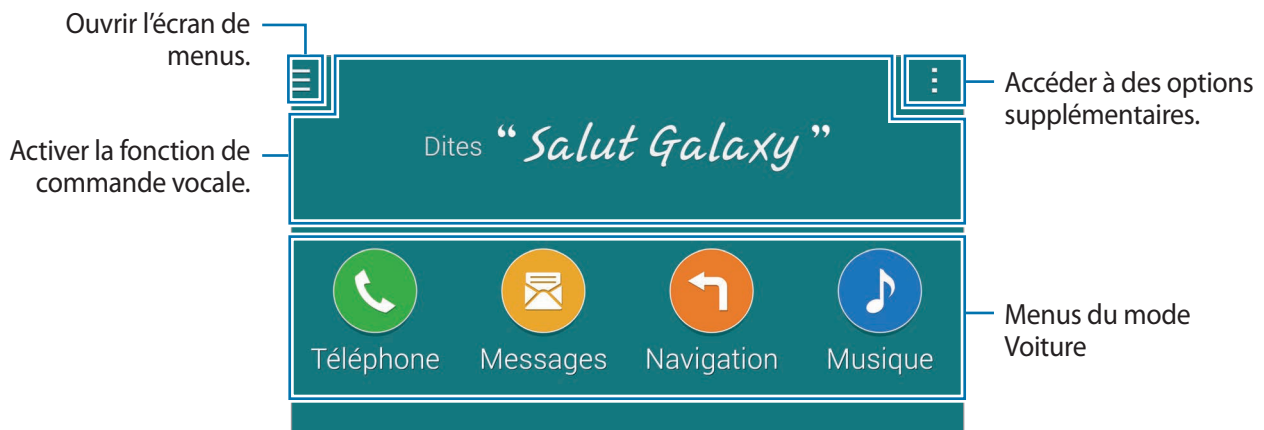 Ouvrir l’écran de
menus.
Accéder à des options
supplémentaires.
Activer la fonction de
commande vocale.
Dites “ Salut Galaxy ”
Téléphone Messages Navigation Musique
Menus du mode
Voiture